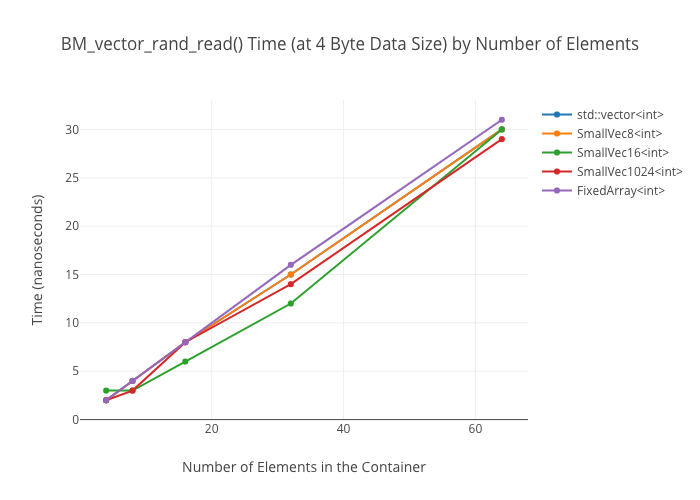 BM_vector_rand_read() Time (at 4 Byte Data Size) by Number of Elements
std::vector<int>
SmallVec8<int>
SmallVec16<int>
SmallVec1024<int>
FixedArray<int>
Time (nanoseconds)
30
25
20
15
10
5
0
20
40
60
Number of Elements in the Container